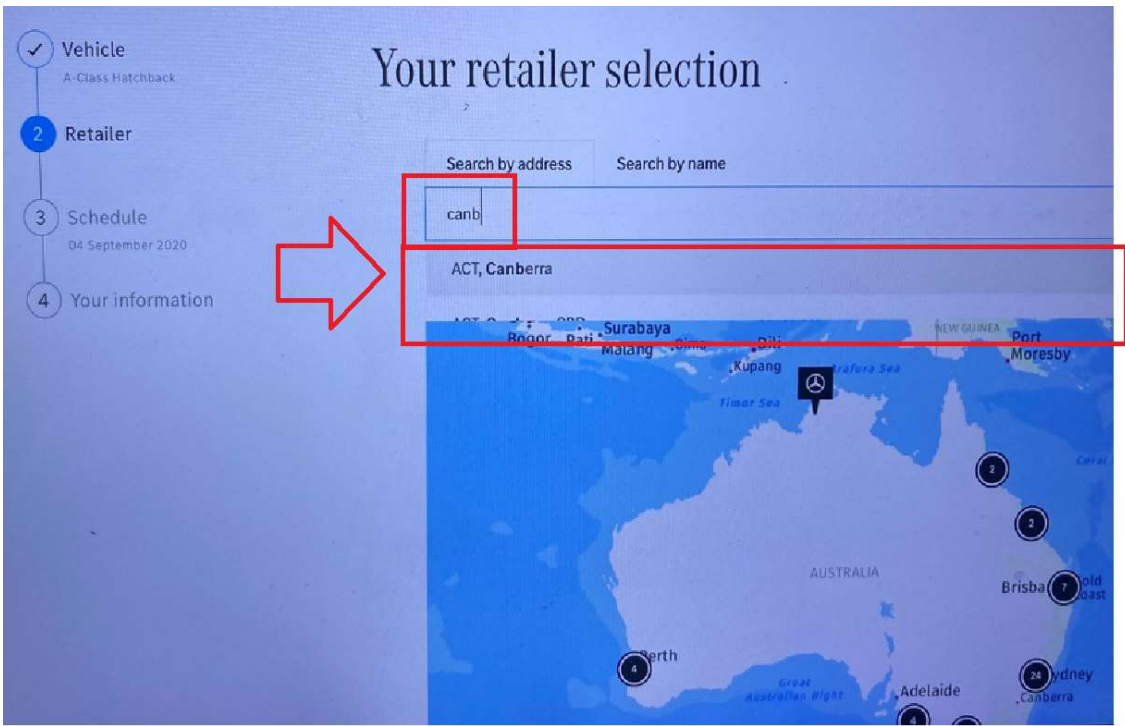 Vehicle
A-Class Hatchback
Your retailer selection
2 Retailer
Search by address Search by name
canb
3 Schedule
04 September 2020
ACT, Canberra
4 Your information
Surabaya
NEW GUINEA
Port
Bogor Pati
Malang
Dili
Moresby
Kupang
Arafura Sea
Timor Sea
2
Coral
2
AUSTRALIA
Brisba 7 old
oast
Perth
4
Great
Australian Bight
24 ydney
Adelaide
Canberra
4